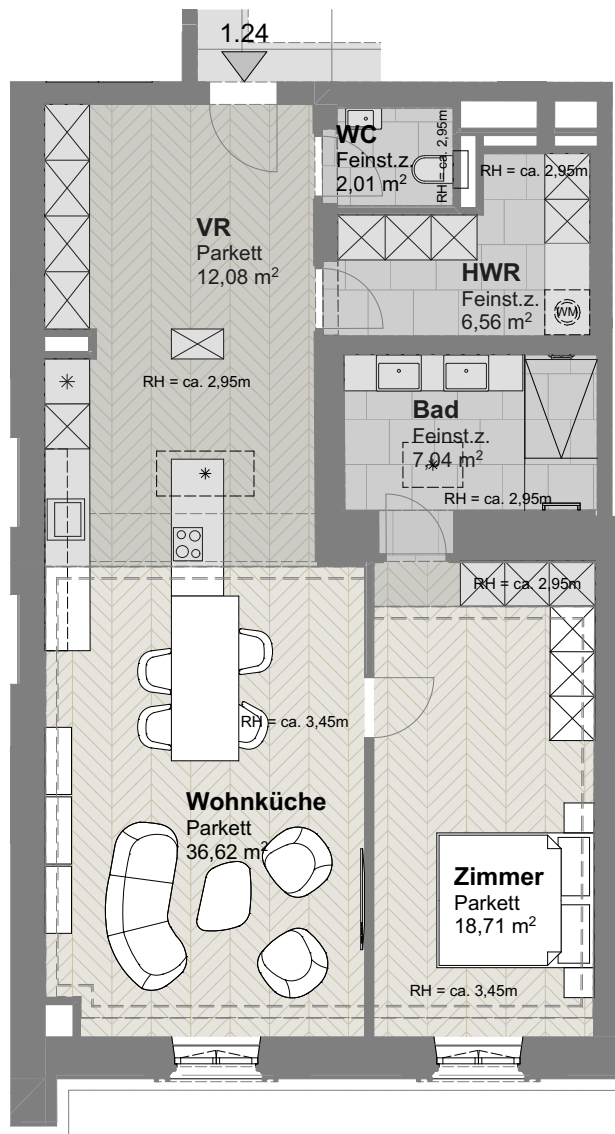 1.24
WC
Feinst.z.
2,01 m²
RH = ca. 2,95m
RH = ca. 2,95m
VR
Parkett
12,08 m²
HWR
Feinst.z.
6,56 m²
WM
RH = ca. 2,95m
Bad
Feinst.z.
7,04 m²
RH = ca. 2,95m
RH = ca. 2,95m
RH = ca. 3,45m
Wohnküche
Parkett
36,62 m²
Zimmer
Parkett
18,71 m²
RH = ca. 3,45m